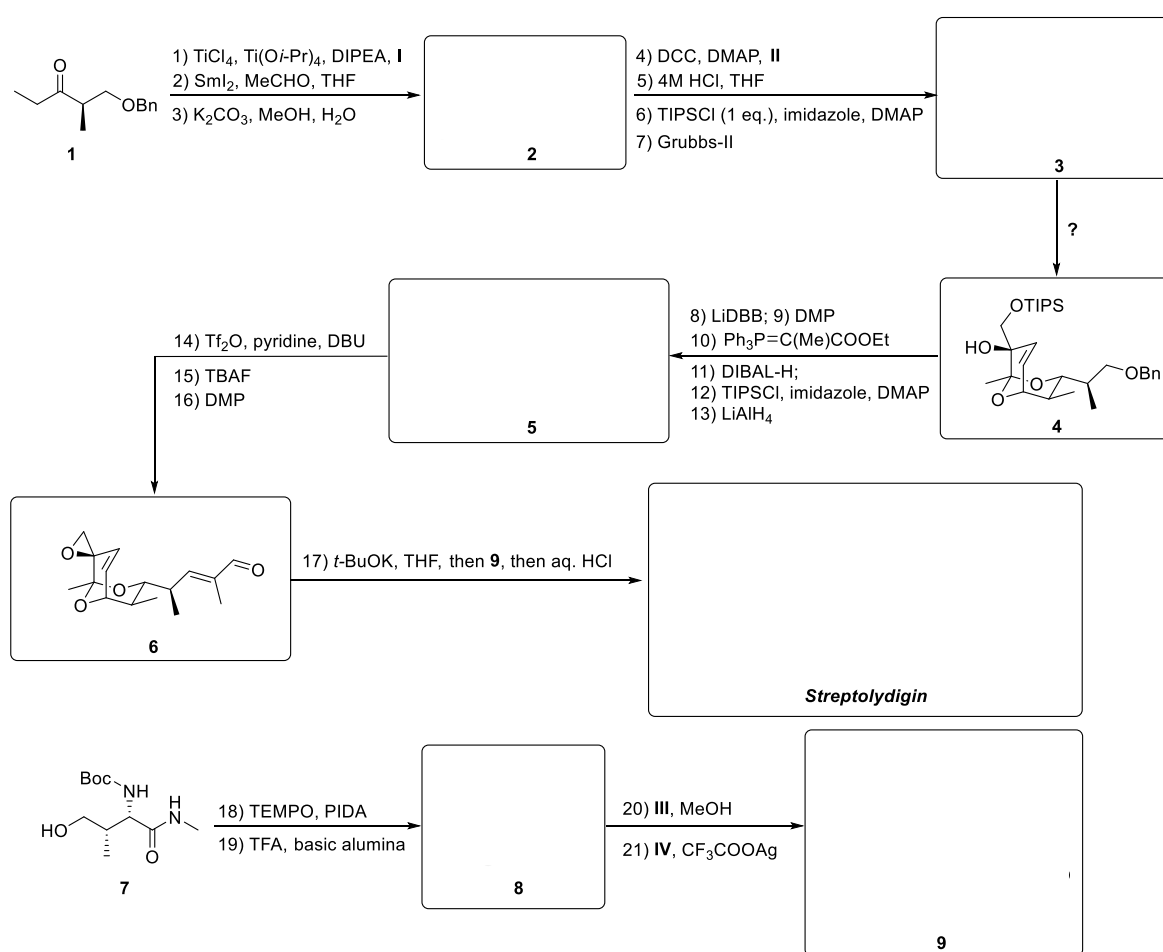 O
OBn
1
1) TiCl4, Ti(Oi-Pr)4, DIPEA, I
2) SmI2, MeCHO, THF
3) K2CO3, MeOH, H2O
2
4) DCC, DMAP, II
5) 4M HCl, THF
6) TIPSCl (1 eq.), imidazole, DMAP
7) Grubbs-II
3
?
OTIPS
HO
O
O
OBn
4
8) LiDBB; 9) DMP
10) Ph3P=C(Me)COOEt
11) DIBAL-H;
12) TIPSCl, imidazole, DMAP
13) LiAlH4
5
14) Tf2O, pyridine, DBU
15) TBAF
16) DMP
O
O
O
O
6
17) t-BuOK, THF, then 9, then aq. HCl
Streptolydigin
Boc
NH
H
N
HO
O
7
18) TEMPO, PIDA
19) TFA, basic alumina
8
20) III, MeOH
21) IV, CF3COOAg
9